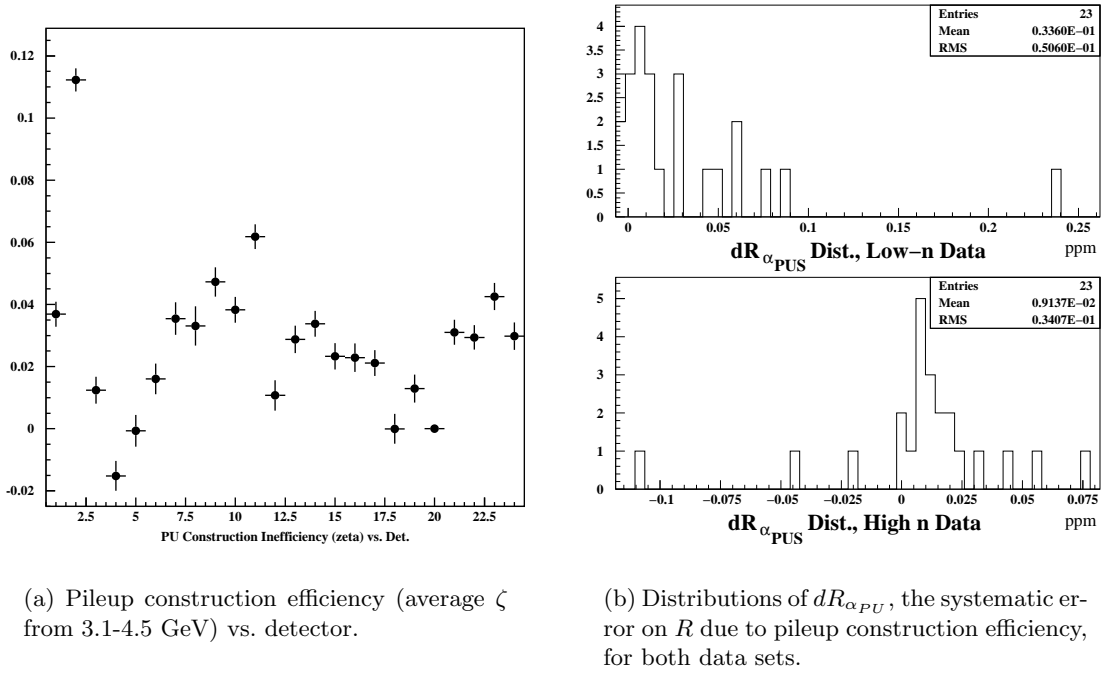 0.12
0.1
0.08
0.06
0.04
0.02
0
-0.02
2.5 5 7.5 10 12.5 15 17.5 20 22.5
PU Construction Inefficiency (zeta) vs. Det.
Entries 23
Mean 0.3360E−01
RMS 0.5060E−01
4
3.5
3
2.5
2
1.5
1
0.5
0
0 0.05 0.1 0.15 0.2 0.25
dR α PUS Dist., Low−n Data ppm
Entries 23
Mean 0.9137E−02
RMS 0.3407E−01
5
4
3
2
1
0
−0.1 −0.075 −0.05 −0.025 0 0.025 0.05 0.075
dR α PUS Dist., High n Data ppm
(a) Pileup construction efficiency (average ζ
from 3.1-4.5 GeV) vs. detector.
(b) Distributions of dR_{α_{PU}}, the systematic er-
ror on R due to pileup construction efficiency,
for both data sets.